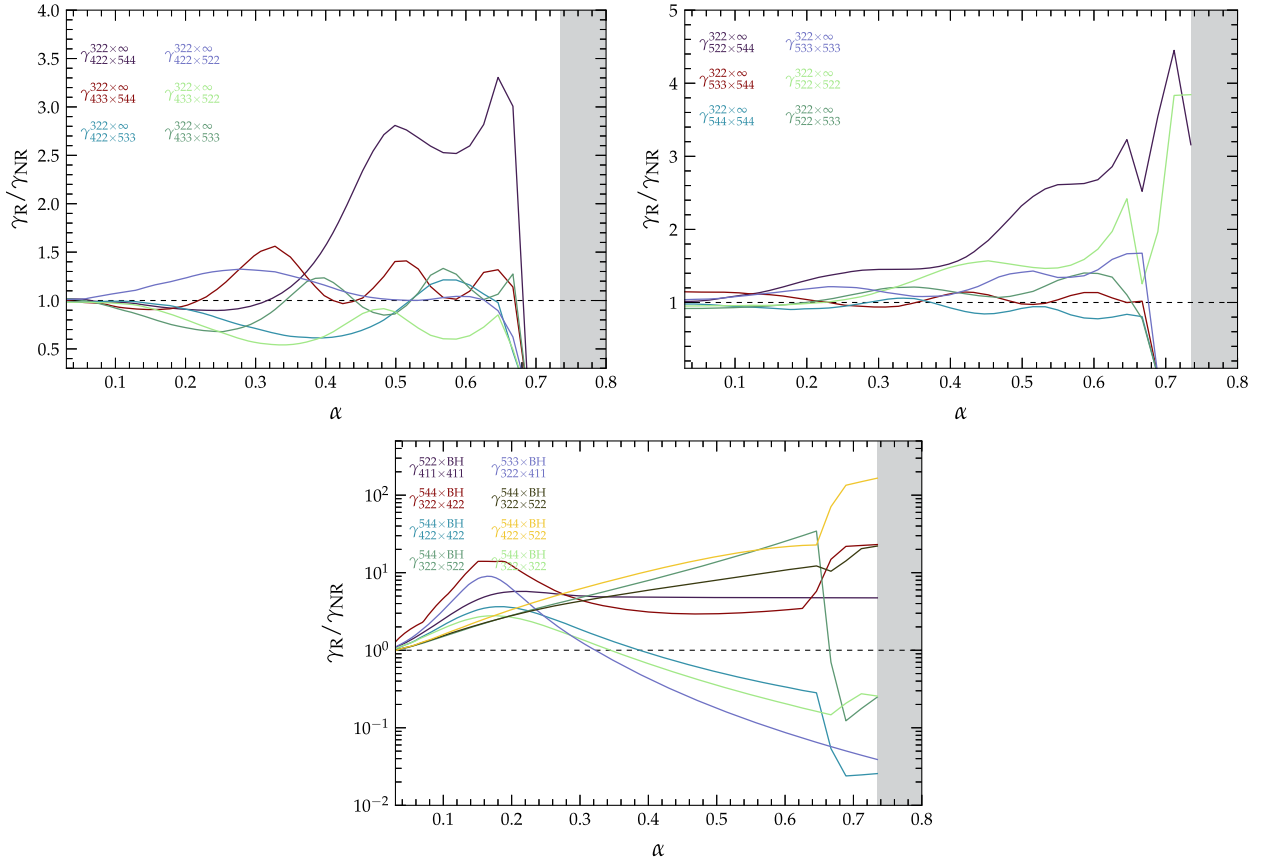 4.0
3.5
3.0
2.5
2.0
1.5
1.0
0.5
γ_R/γ_NR
γ^{322×∞}_{422×544} γ^{322×∞}_{422×522}
γ^{322×∞}_{433×544} γ^{322×∞}_{433×522}
γ^{322×∞}_{422×533} γ^{322×∞}_{433×533}
0.1 0.2 0.3 0.4 0.5 0.6 0.7 0.8
α
5
4
3
2
1
γ_R/γ_NR
γ^{322×∞}_{522×544} γ^{322×∞}_{533×533}
γ^{322×∞}_{533×544} γ^{322×∞}_{522×522}
γ^{322×∞}_{544×544} γ^{322×∞}_{522×533}
0.1 0.2 0.3 0.4 0.5 0.6 0.7 0.8
α
10^2
10^1
10^0
10^{-1}
10^{-2}
γ_R/γ_NR
γ^{522×BH}_{411×411} γ^{533×BH}_{322×411}
γ^{544×BH}_{322×422} γ^{544×BH}_{322×522}
γ^{544×BH}_{422×422} γ^{544×BH}_{422×522}
γ^{544×BH}_{322×522} γ^{544×BH}
0.1 0.2 0.3 0.4 0.5 0.6 0.7 0.8
α